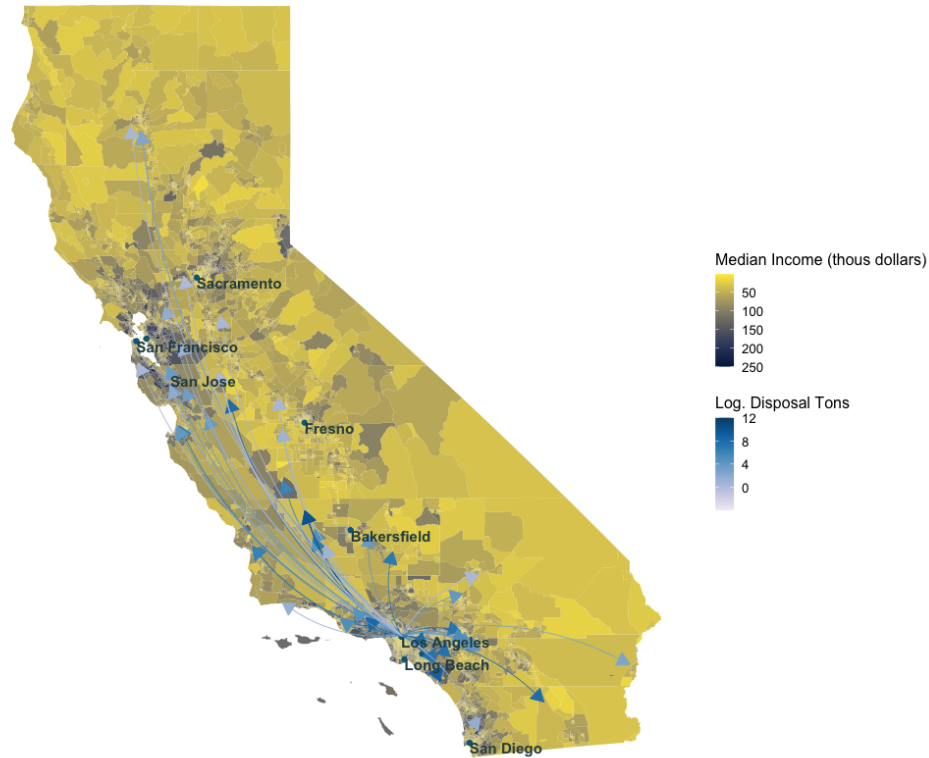 Sacramento
San Francisco
San Jose
Fresno
Bakersfield
Los Angeles
Long Beach
San Diego
Median Income (thous dollars)
50
100
150
200
250
Log. Disposal Tons
12
8
4
0